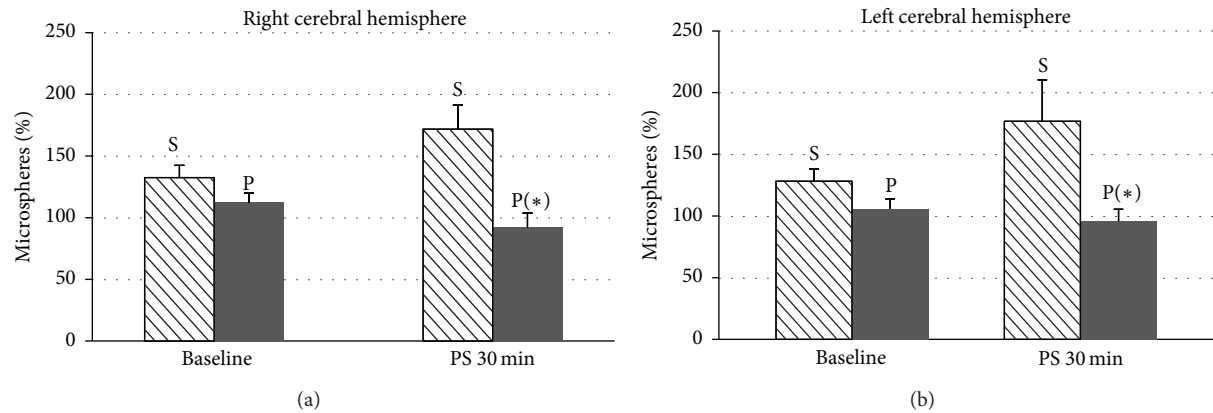 Right cerebral hemisphere
250
200
150
100
50
0
Microspheres (%)
S
P
S
P(∗)
Baseline
PS 30 min
(a)
Left cerebral hemisphere
250
200
150
100
50
0
Microspheres (%)
S
P
S
P(∗)
Baseline
PS 30 min
(b)